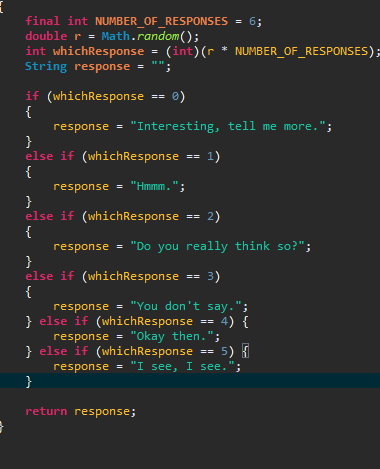 {
final int NUMBER_OF_RESPONSES = 6;
double r = Math.random();
int whichResponse = (int)(r * NUMBER_OF_RESPONSES);
String response = "";
if (whichResponse == 0)
{
response = "Interesting, tell me more.";
}
else if (whichResponse == 1)
{
response = "Hmmm.";
}
else if (whichResponse == 2)
{
response = "Do you really think so?";
}
else if (whichResponse == 3)
{
response = "You don't say.";
} else if (whichResponse == 4) {
response = "Okay then.";
} else if (whichResponse == 5) {
response = "I see, I see.";
}
return response;
}